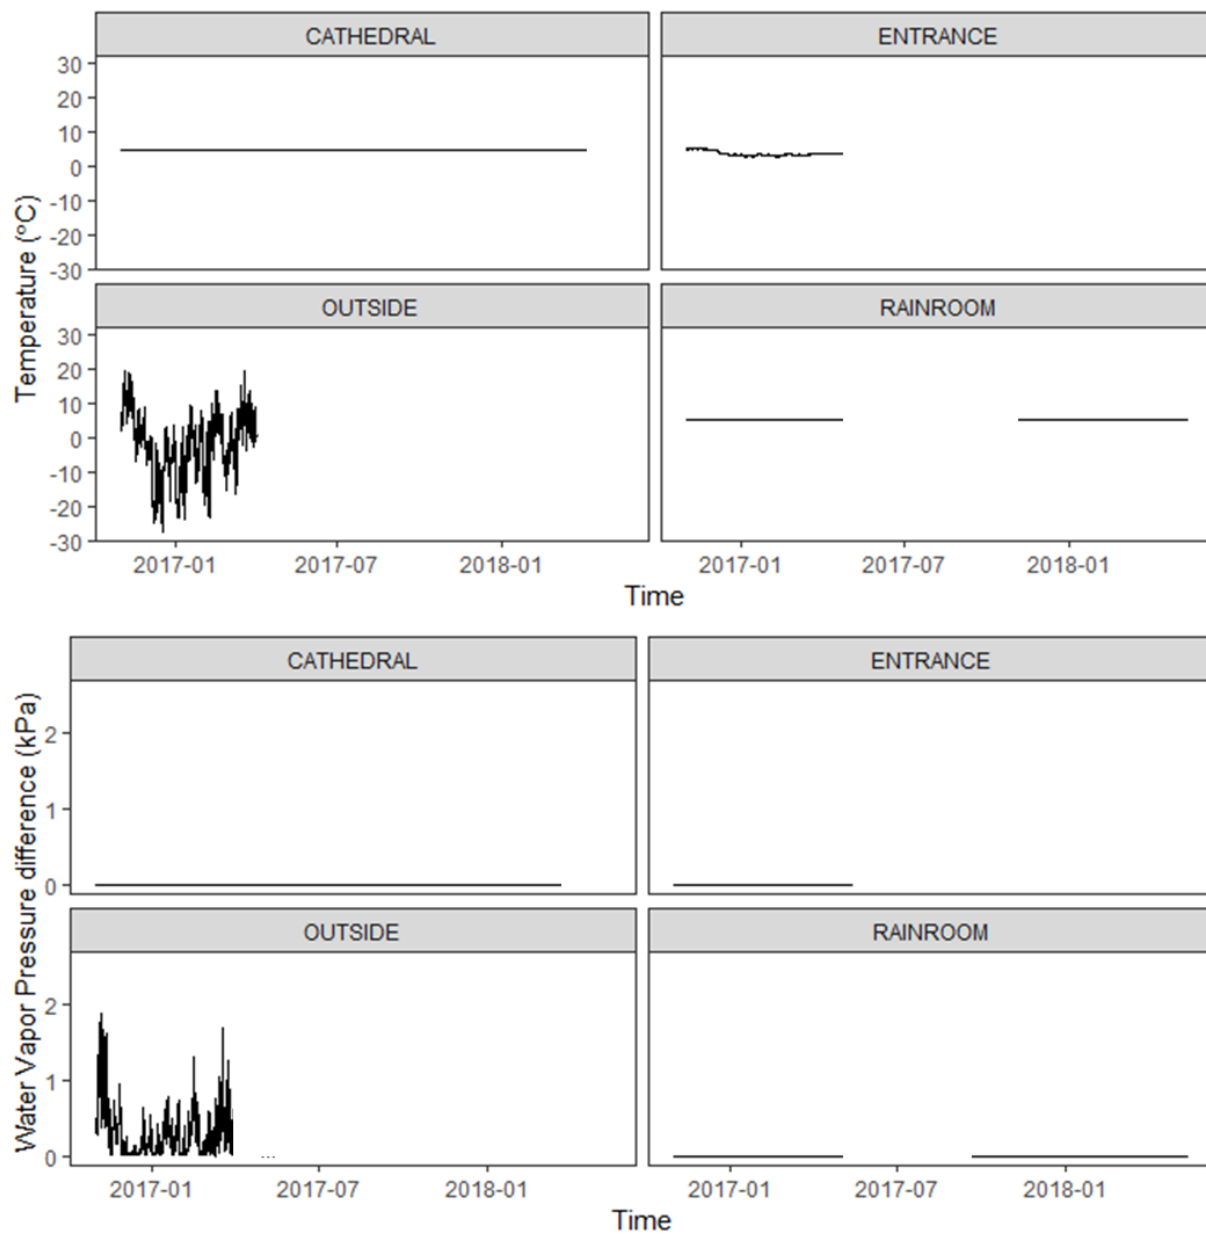 CATHEDRAL ENTRANCE
30
20
10
0
-10
-20
-30
Temperature (°C)
OUTSIDE RAINROOM
30
20
10
0
-10
-20
-30
2017-01 2017-07 2018-01 2017-01 2017-07 2018-01
Time
CATHEDRAL ENTRANCE
2
1
0
Water Vapor Pressure difference (kPa)
OUTSIDE RAINROOM
2
1
0
2017-01 2017-07 2018-01 2017-01 2017-07 2018-01
Time